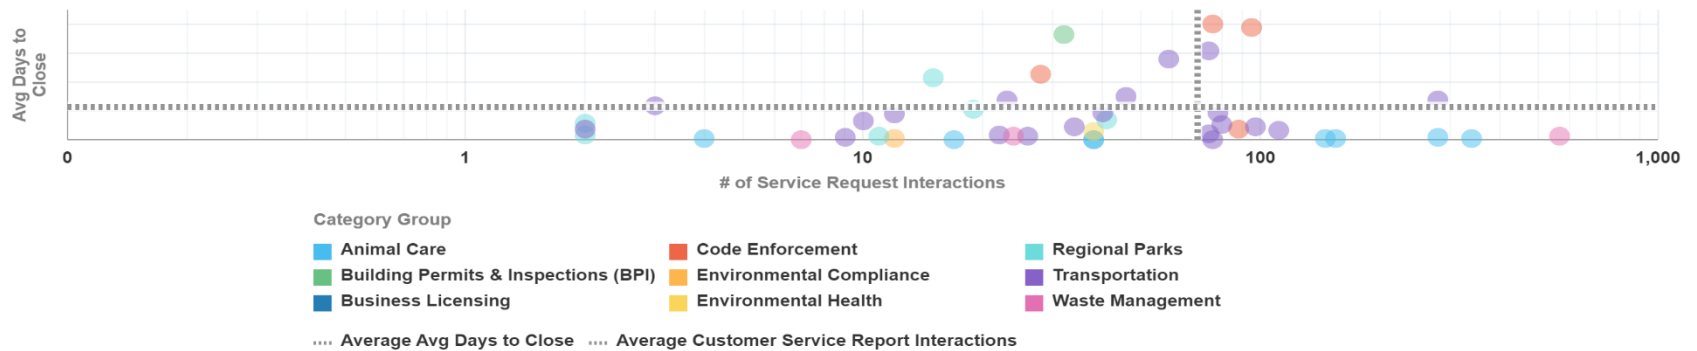 Avg Days to
Close
0
1
10
100
1,000
# of Service Request Interactions
Category Group
Animal Care
Code Enforcement
Regional Parks
Building Permits & Inspections (BPI)
Environmental Compliance
Transportation
Business Licensing
Environmental Health
Waste Management
Average Avg Days to Close
Average Customer Service Report Interactions